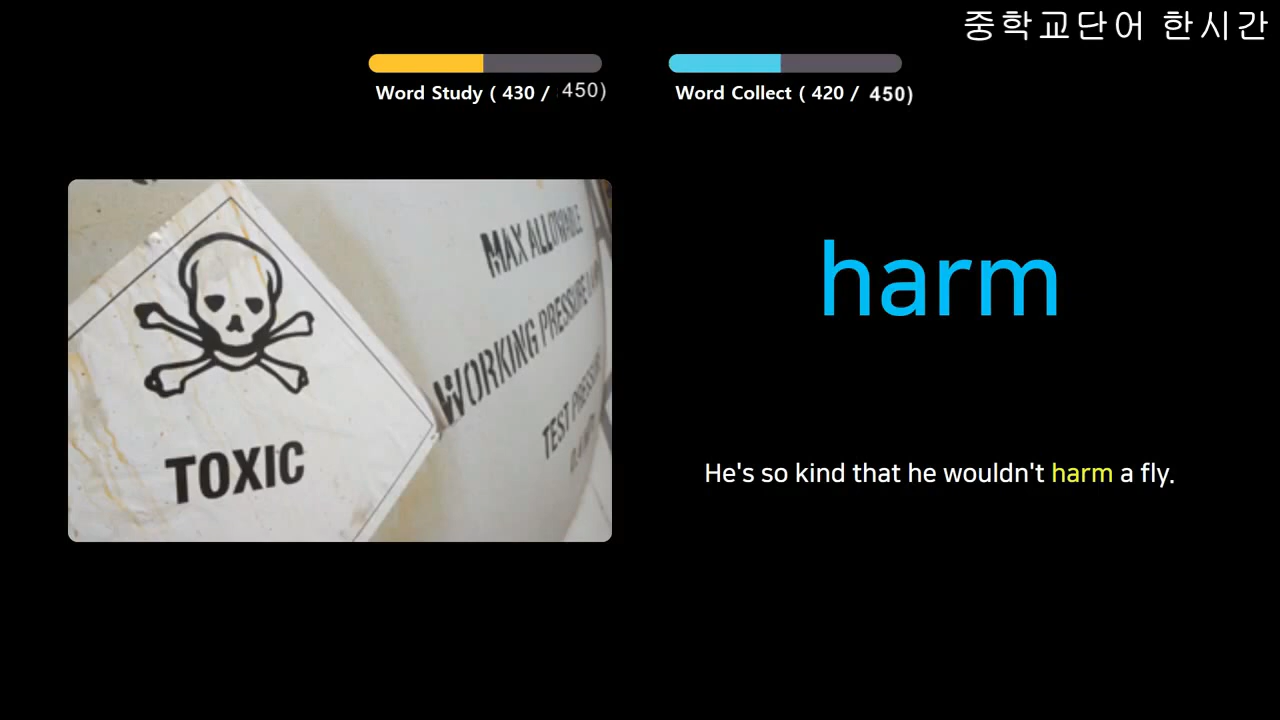 중학교단어 한시간
Word Study ( 430 / 450)
Word Collect ( 420 / 450)
TOXIC
MAX ALLOWABLE
WORKING PRESSURE
TEST PRESSURE
harm
He's so kind that he wouldn't harm a fly.